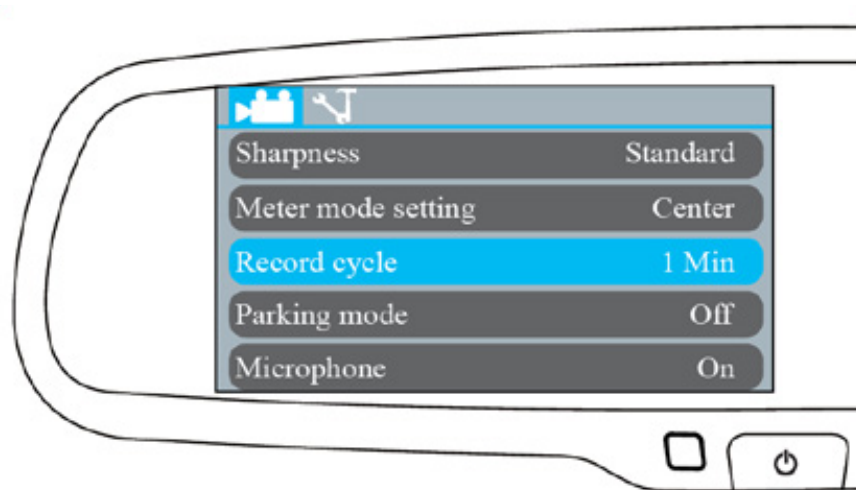 Sharpness Standard
Meter mode setting Center
Record cycle 1 Min
Parking mode Off
Microphone On